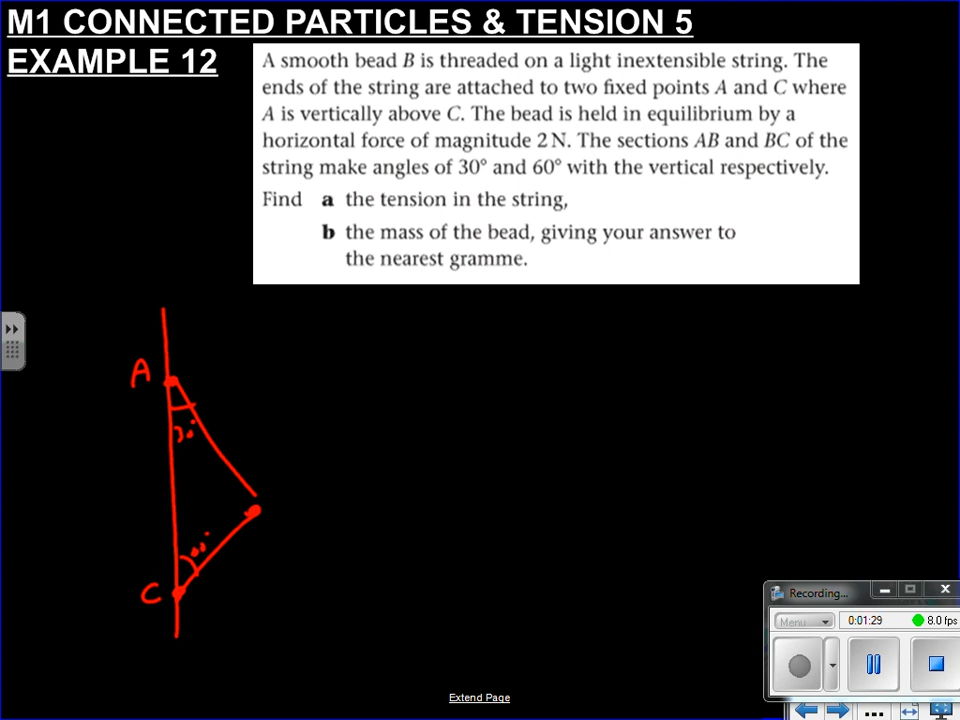 M1 CONNECTED PARTICLES & TENSION 5
EXAMPLE 12
A smooth bead B is threaded on a light inextensible string. The
ends of the string are attached to two fixed points A and C where
A is vertically above C. The bead is held in equilibrium by a
horizontal force of magnitude 2 N. The sections AB and BC of the
string make angles of 30° and 60° with the vertical respectively.
Find a the tension in the string,
b the mass of the bead, giving your answer to
the nearest gramme.
A
30°
60°
C
Recording...
Menu
0:01:29
8.0 fps
Extend Page